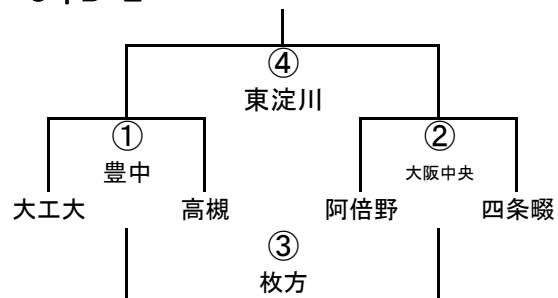 ④
東淀川
① ②
豊中 大阪中央
大工大 高槻 阿倍野 四条畷
③
枚方